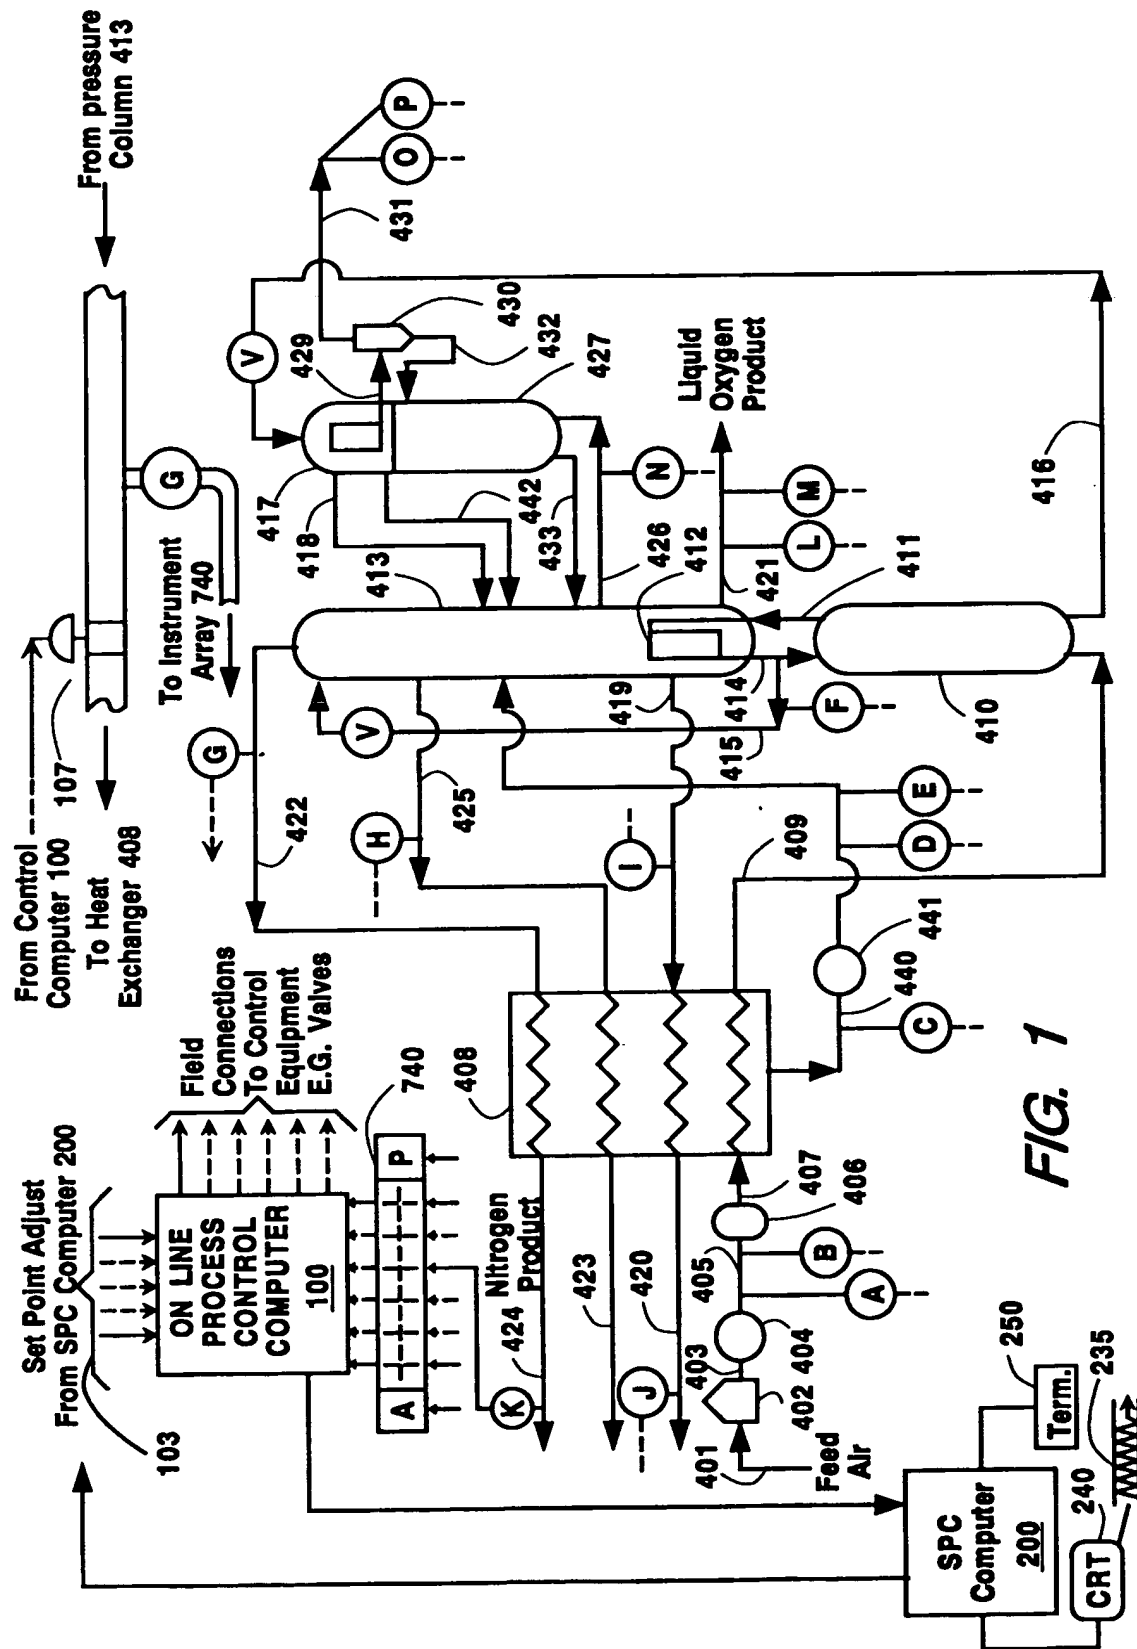 From pressure
Column 413
From Control
Computer 100
107
To Heat
Exchanger 408
G
To Instrument
Array 740
Set Point Adjust
From SPC Computer 200
103
ON LINE
PROCESS
CONTROL
COMPUTER
100
Field
Connections
To Control
Equipment
E.G. Valves
A
P
740
K
Nitrogen
Product
424
423
420
J
408
422
G
H
425
I
419
V
413
418
417
442
433
V
429
430
432
427
431
O
P
N
426
412
421
Liquid
Oxygen
Product
L
M
411
414
415
F
410
416
409
D
E
441
440
C
407
406
405
B
A
404
403
402
401
Feed
Air
SPC
Computer
200
Term.
250
CRT
240
235
FIG. 1